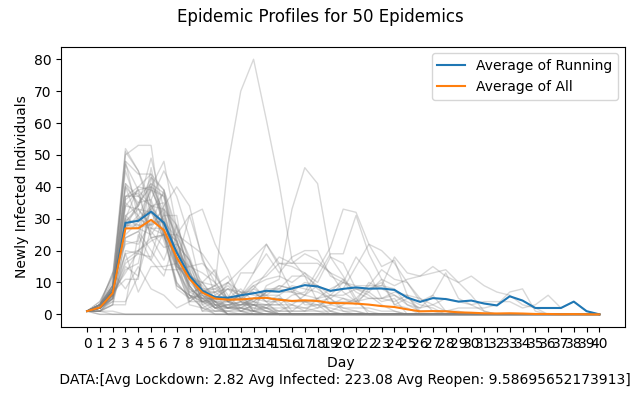 Epidemic Profiles for 50 Epidemics
80
70
60
50
40
30
20
10
0
Newly Infected Individuals
Average of Running
Average of All
0 1 2 3 4 5 6 7 8 9 10 11 12 13 14 15 16 17 18 19 20 21 22 23 24 25 26 27 28 29 30 31 32 33 34 35 36 37 38 39 40
Day
DATA:[Avg Lockdown: 2.82 Avg Infected: 223.08 Avg Reopen: 9.58695652173913]